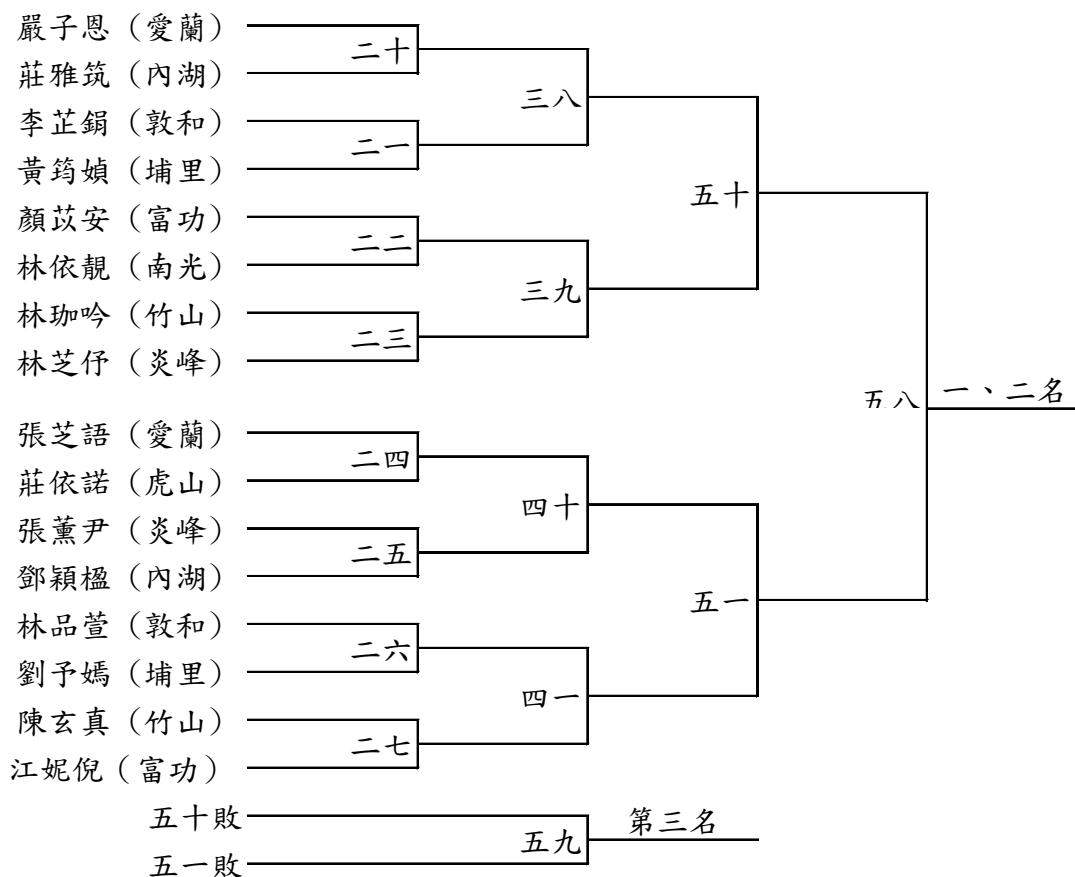 嚴子恩（愛蘭）
二十
莊雅筑（內湖）
三八
李芷鋗（敦和）
二一
黃筠媜（埔里）
五十
顏苡安（富功）
二二
林依靚（南光）
三九
林珈吟（竹山）
二三
林芝伃（炎峰）
五八
一、二名
張芝語（愛蘭）
二四
莊依諾（虎山）
四十
張薰尹（炎峰）
二五
鄧穎楹（內湖）
五一
林品萱（敦和）
二六
劉予嫣（埔里）
四一
陳玄真（竹山）
二七
江妮倪（富功）
五十敗
五九
第三名
五一敗